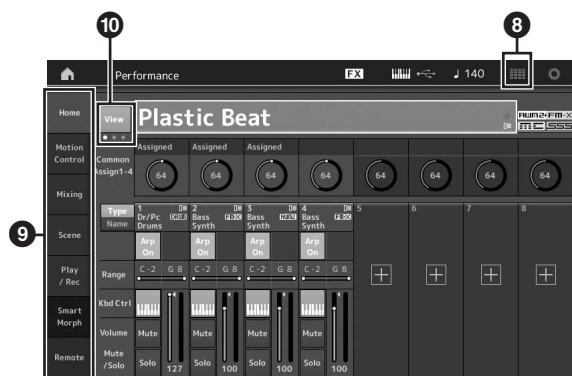 10
8
Performance
FX
140
Home
View
Plastic Beat
AWM2+FM-X
Motion
Control
Common
Assign1-4
Assigned
Assigned
Assigned
64
64
64
64
64
64
64
64
Mixing
Type
Name
1
Dr/Pc
Drums
2
Bass
Synth
3
Bass
Synth
4
Bass
Synth
5
6
7
8
9
Scene
Arp
On
Arp
On
Arp
On
Arp
On
Play
/ Rec
Range
C -2 G 8
C -2 G 8
C -2 G 8
C -2 G 8
Smart
Morph
Kbd Ctrl
Volume
Mute
Mute
Mute
Mute
Remote
Mute
/Solo
Solo
Solo
Solo
Solo
127
100
100
100